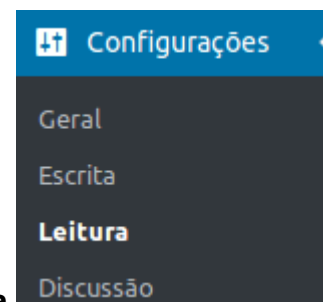 Configurações
Geral
Escrita
Leitura
Discussão